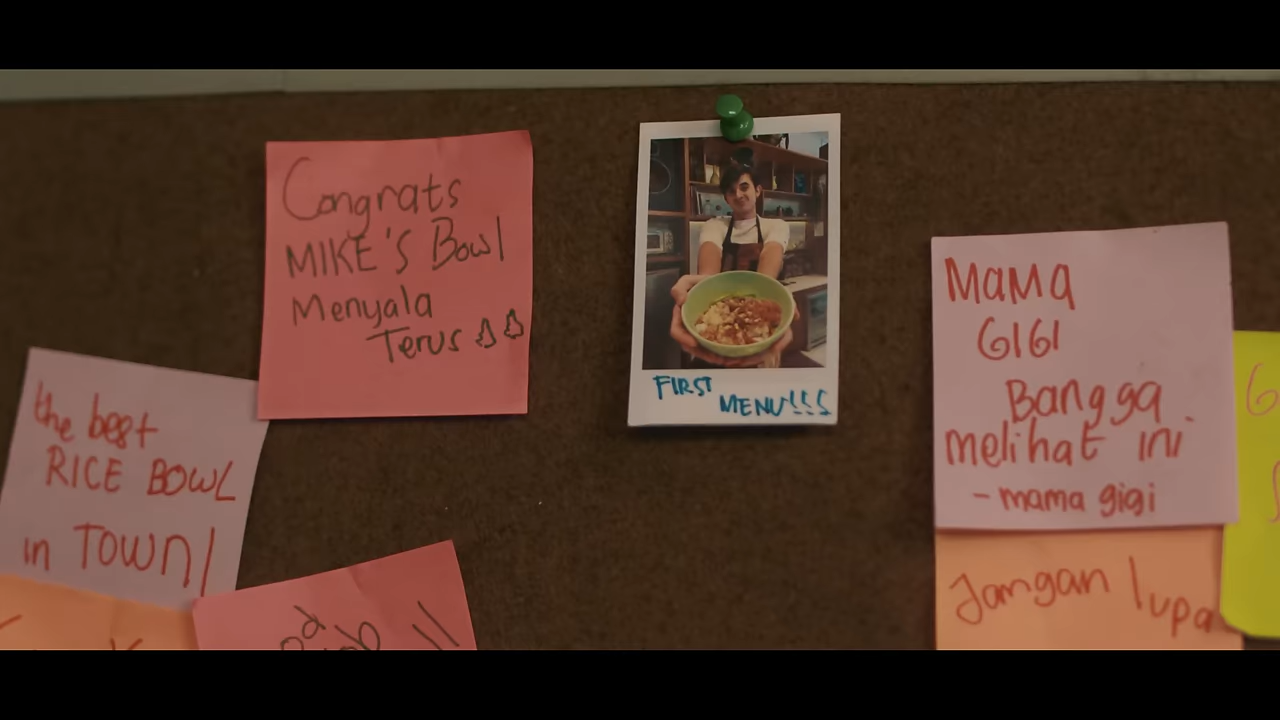 Congrats
MIKE'S Bowl
Menyala
Terus
FIRST
MENU!!!
MaMa
GIGI
Bangga
melihat ini
- mama gigi
the best
RICE BOWL
in TOWN!
Jangan lupa